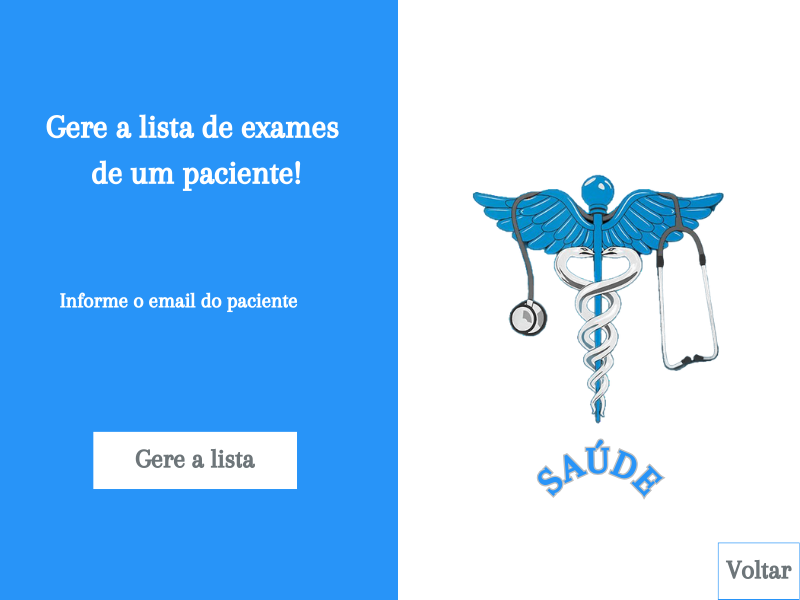 Gere a lista de exames
de um paciente!
Informe o email do paciente
Gere a lista
SAÚDE
Voltar